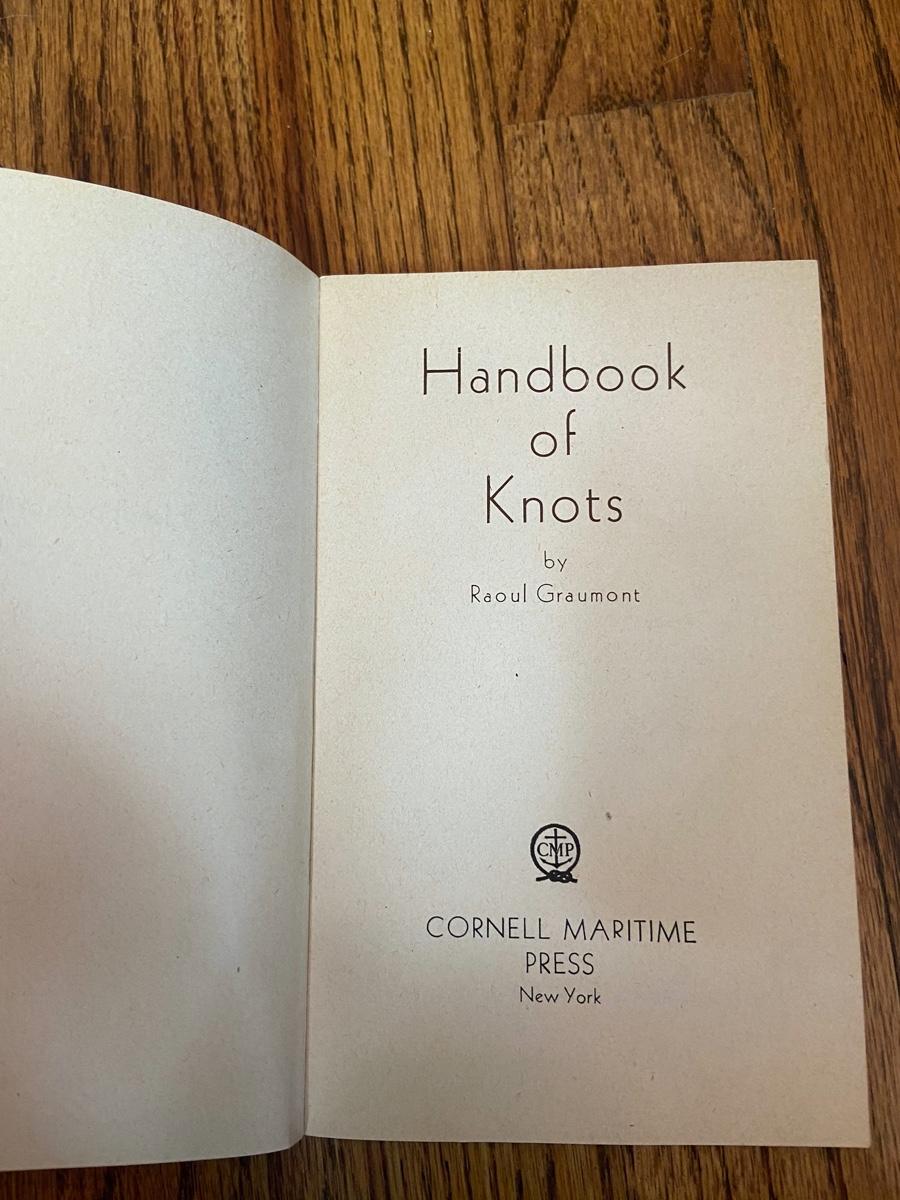 Handbook
of
Knots
by
Raoul Graumont
CMP
CORNELL MARITIME
PRESS
New York